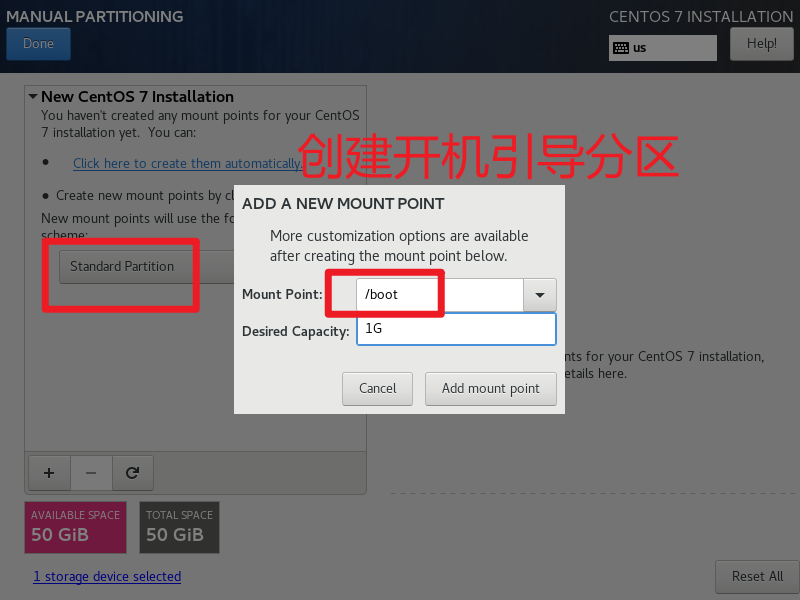 MANUAL PARTITIONING
CENTOS 7 INSTALLATION
Done
us
Help!
New CentOS 7 Installation
You haven't created any mount points for your CentOS
7 installation yet. You can:
Click here to create them automatically.
创建开机引导分区
Create new mount points by cl
New mount points will use the fo
scheme:
Standard Partition
ADD A NEW MOUNT POINT
More customization options are available
after creating the mount point below.
Mount Point:
/boot
Desired Capacity:
1G
Cancel
Add mount point
nts for your CentOS 7 installation,
etails here.
+
−
AVAILABLE SPACE
50 GiB
TOTAL SPACE
50 GiB
1 storage device selected
Reset All